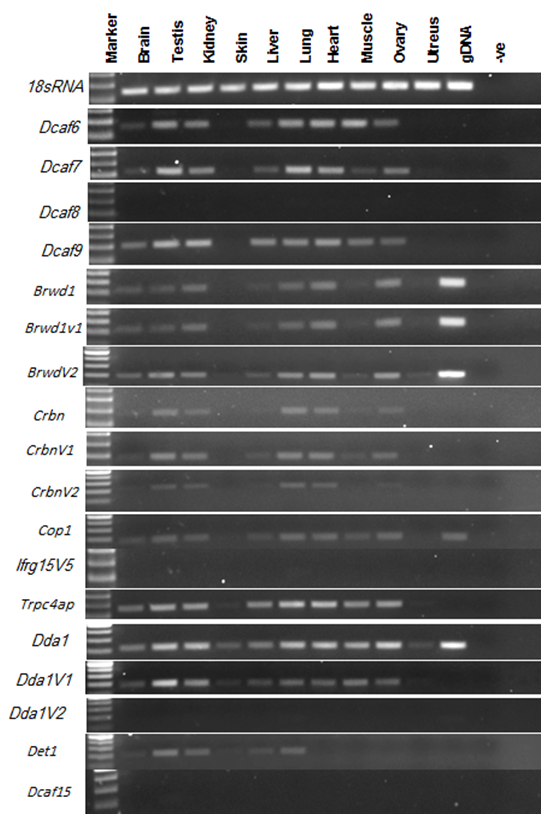 Marker
Brain
Testis
Kidney
Skin
Liver
Lung
Heart
Muscle
Ovary
Utreus
gDNA
-ve
18sRNA
Dcaf6
Dcaf7
Dcaf8
Dcaf9
Brwd1
Brwd1v1
BrwdV2
Crbn
CrbnV1
CrbnV2
Cop1
Ifrg15V5
Trpc4ap
Dda1
Dda1V1
Dda1V2
Det1
Dcaf15